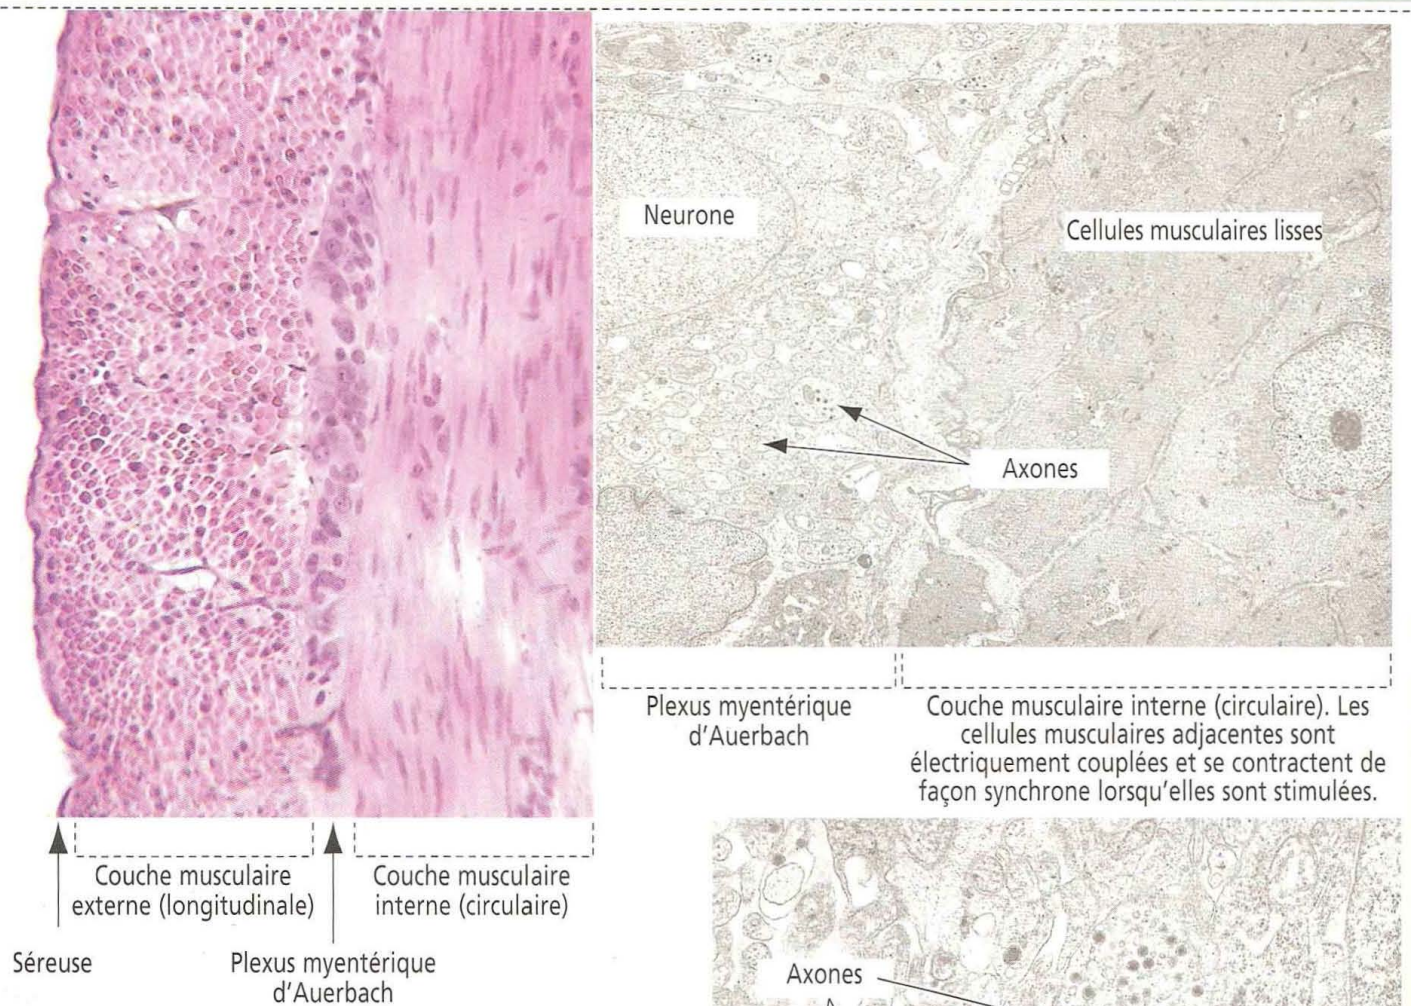 Neurone
Cellules musculaires lisses
Axones
Plexus myentérique
d'Auerbach
Couche musculaire interne (circulaire). Les
cellules musculaires adjacentes sont
électriquement couplées et se contractent de
façon synchrone lorsqu'elles sont stimulées.
Couche musculaire
externe (longitudinale)
Couche musculaire
interne (circulaire)
Séreuse
Plexus myentérique
d'Auerbach
Axones